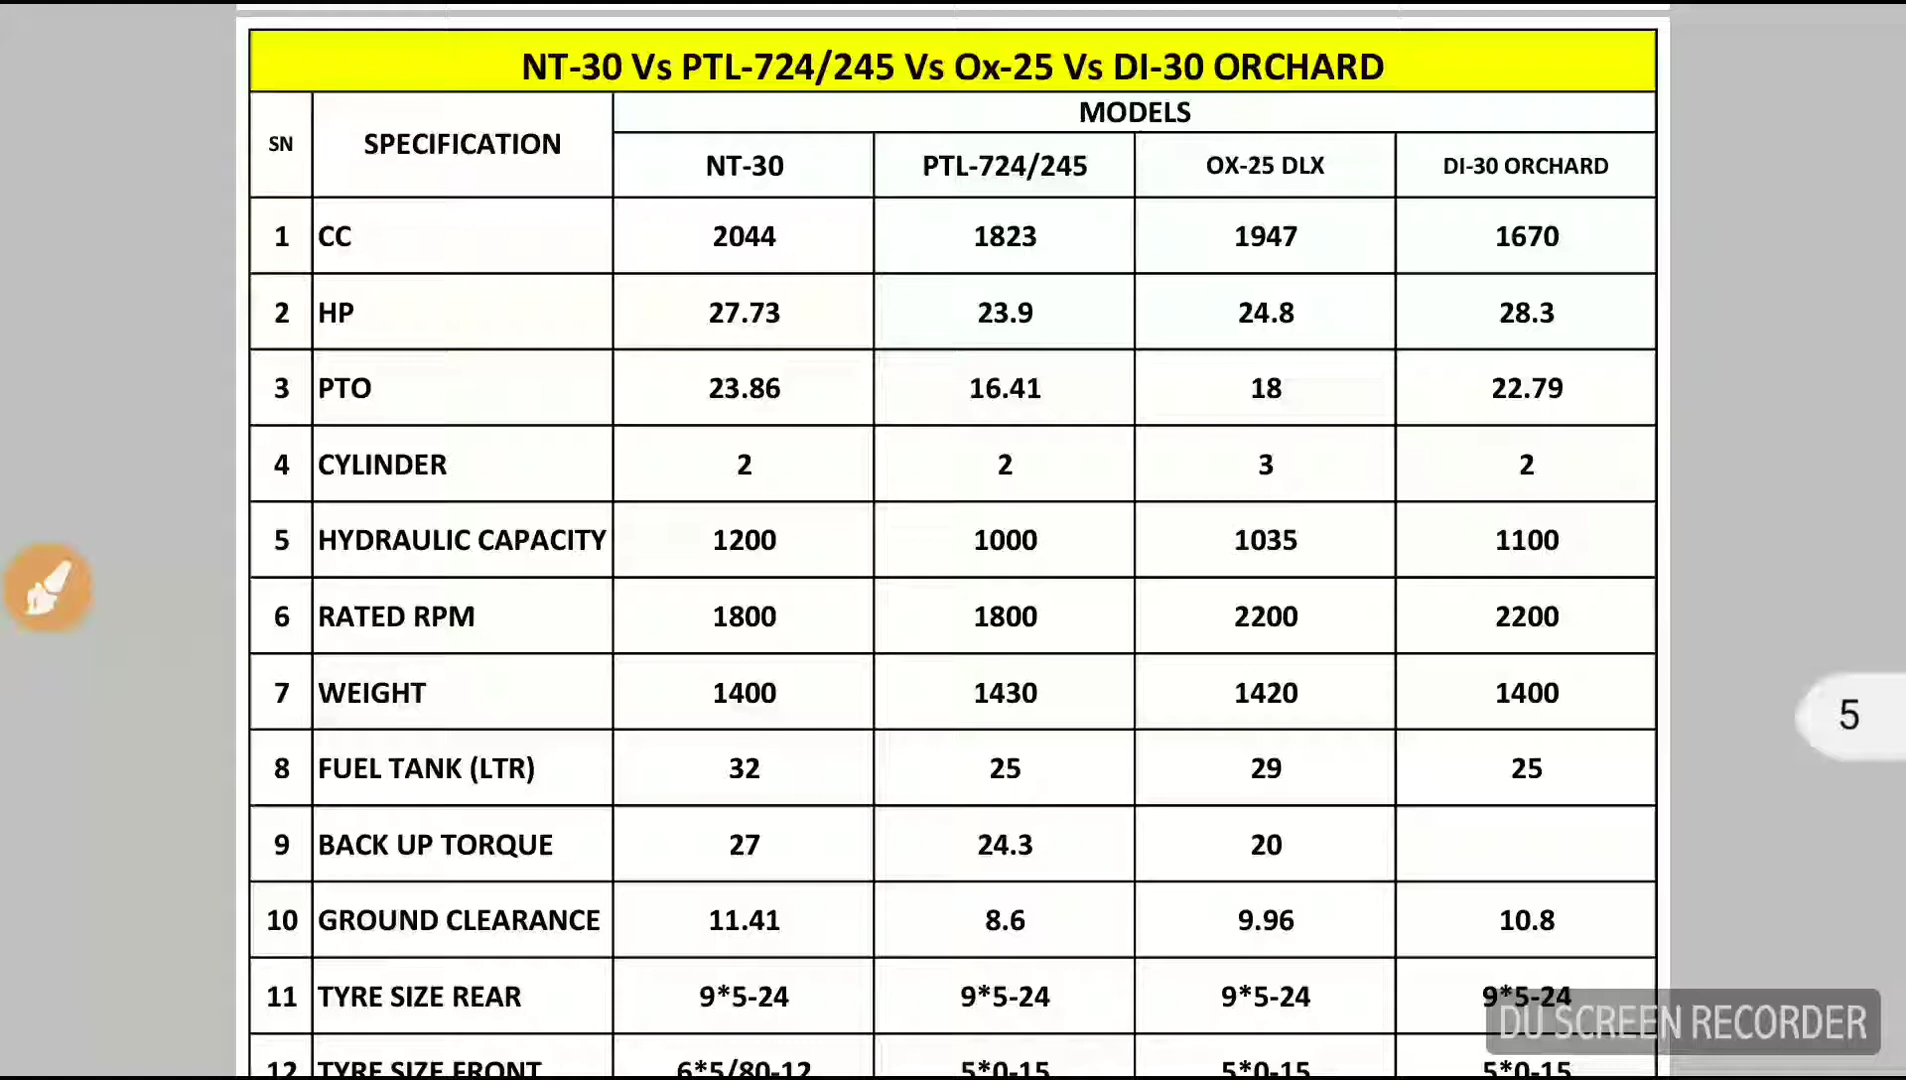 NT-30 Vs PTL-724/245 Vs Ox-25 Vs DI-30 ORCHARD
SN SPECIFICATION MODELS
NT-30 PTL-724/245 OX-25 DLX DI-30 ORCHARD
1 CC 2044 1823 1947 1670
2 HP 27.73 23.9 24.8 28.3
3 PTO 23.86 16.41 18 22.79
4 CYLINDER 2 2 3 2
5 HYDRAULIC CAPACITY 1200 1000 1035 1100
6 RATED RPM 1800 1800 2200 2200
7 WEIGHT 1400 1430 1420 1400
8 FUEL TANK (LTR) 32 25 29 25
9 BACK UP TORQUE 27 24.3 20
10 GROUND CLEARANCE 11.41 8.6 9.96 10.8
11 TYRE SIZE REAR 9*5-24 9*5-24 9*5-24 9*5-24
12 TYRE SIZE FRONT 6*5/80-12 5*0-15 5*0-15 5*0-15
5
DU SCREEN RECORDER